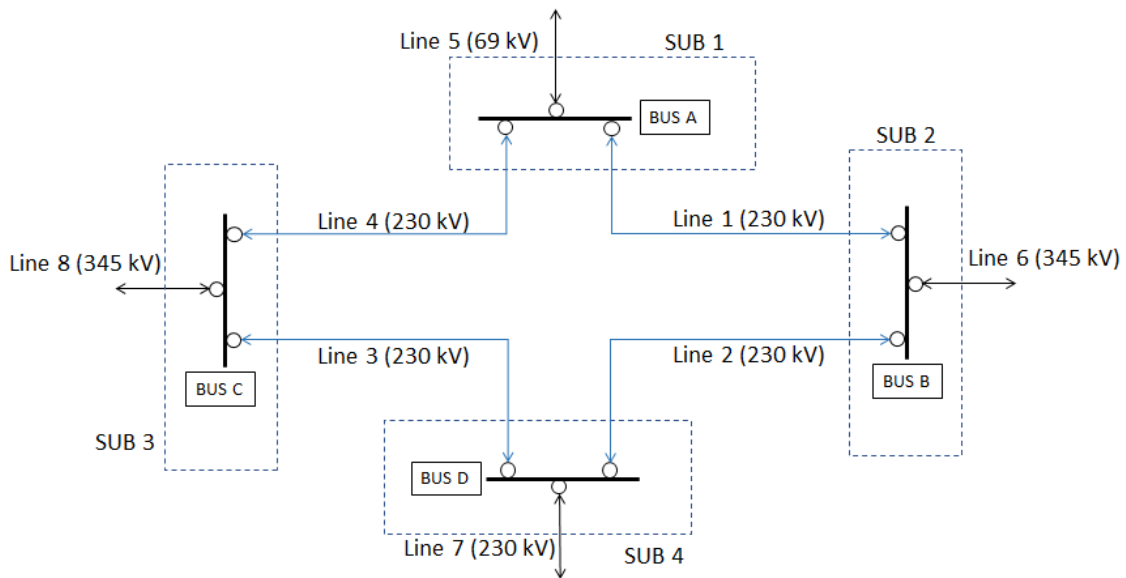 Line 5 (69 kV)
SUB 1
BUS A
SUB 2
Line 4 (230 kV)
Line 1 (230 kV)
Line 8 (345 kV)
Line 6 (345 kV)
Line 3 (230 kV)
Line 2 (230 kV)
BUS C
BUS B
SUB 3
BUS D
Line 7 (230 kV)
SUB 4